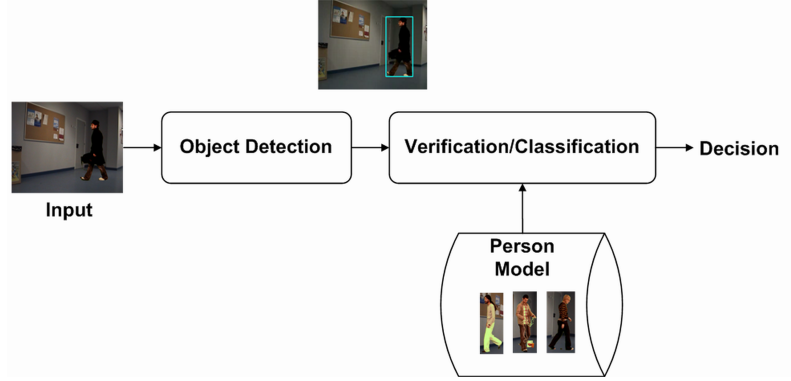 Object Detection
Verification/Classification
Decision
Input
Person
Model